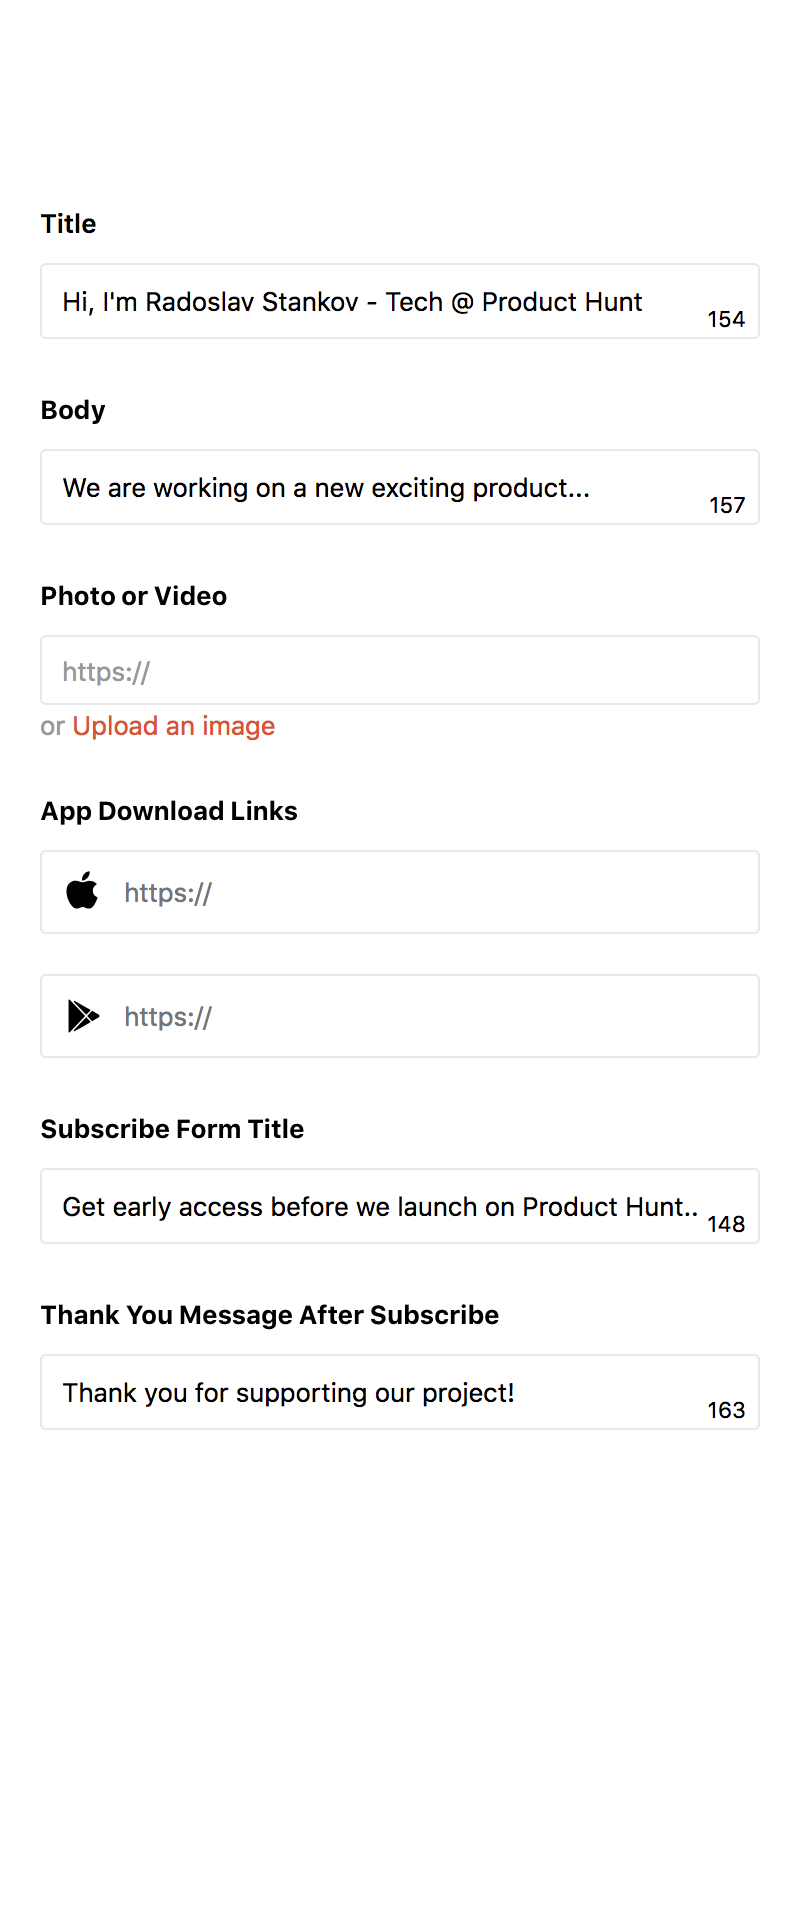 Title
Hi, I'm Radoslav Stankov - Tech @ Product Hunt
154
Body
We are working on a new exciting product...
157
Photo or Video
https://
or Upload an image
App Download Links
https://
https://
Subscribe Form Title
Get early access before we launch on Product Hunt..
148
Thank You Message After Subscribe
Thank you for supporting our project!
163